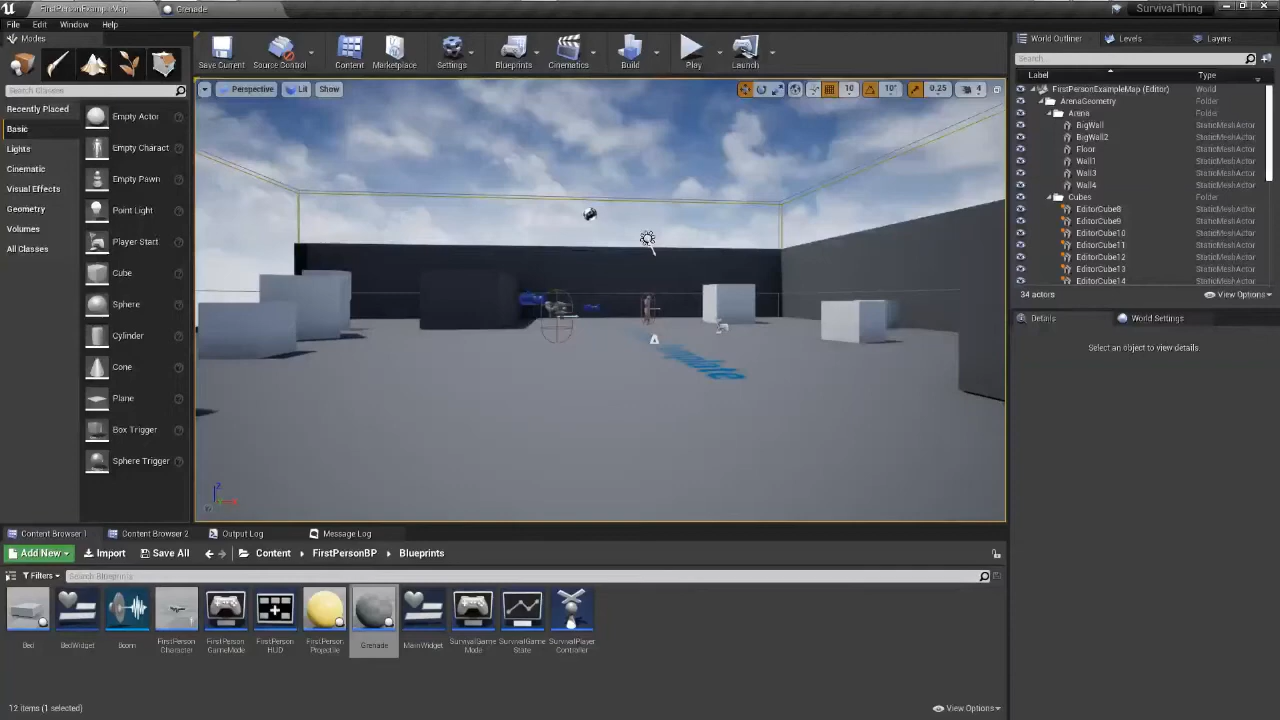 FirstPersonExampleMap
Grenade
SurvivalThing
File
Edit
Window
Help
Modes
Search Classes
Recently Placed
Basic
Lights
Cinematic
Visual Effects
Geometry
Volumes
All Classes
Empty Actor
Empty Charact
Empty Pawn
Point Light
Player Start
Cube
Sphere
Cylinder
Cone
Plane
Box Trigger
Sphere Trigger
Save Current
Source Control
Content
Marketplace
Settings
Blueprints
Cinematics
Build
Play
Launch
Perspective
Lit
Show
10
10°
0.25
4
World Outliner
Levels
Layers
Search...
Label
Type
FirstPersonExampleMap (Editor) World
ArenaGeometry Folder
Arena Folder
BigWall StaticMeshActor
BigWall2 StaticMeshActor
Floor StaticMeshActor
Wall1 StaticMeshActor
Wall3 StaticMeshActor
Wall4 StaticMeshActor
Cubes Folder
EditorCube8 StaticMeshActor
EditorCube9 StaticMeshActor
EditorCube10 StaticMeshActor
EditorCube11 StaticMeshActor
EditorCube12 StaticMeshActor
EditorCube13 StaticMeshActor
EditorCube14 StaticMeshActor
34 actors
View Options
Details
World Settings
Select an object to view details.
Z
Content Browser 1
Content Browser 2
Output Log
Message Log
Add New
Import
Save All
Content
FirstPersonBP
Blueprints
Filters
Search Blueprints
Bed
BedWidget
Boom
FirstPerson
Character
FirstPerson
GameMode
FirstPerson
HUD
FirstPerson
Projectile
Grenade
MainWidget
SurvivalGame
Mode
SurvivalGame
State
SurvivalPlayer
Controller
12 items (1 selected)
View Options